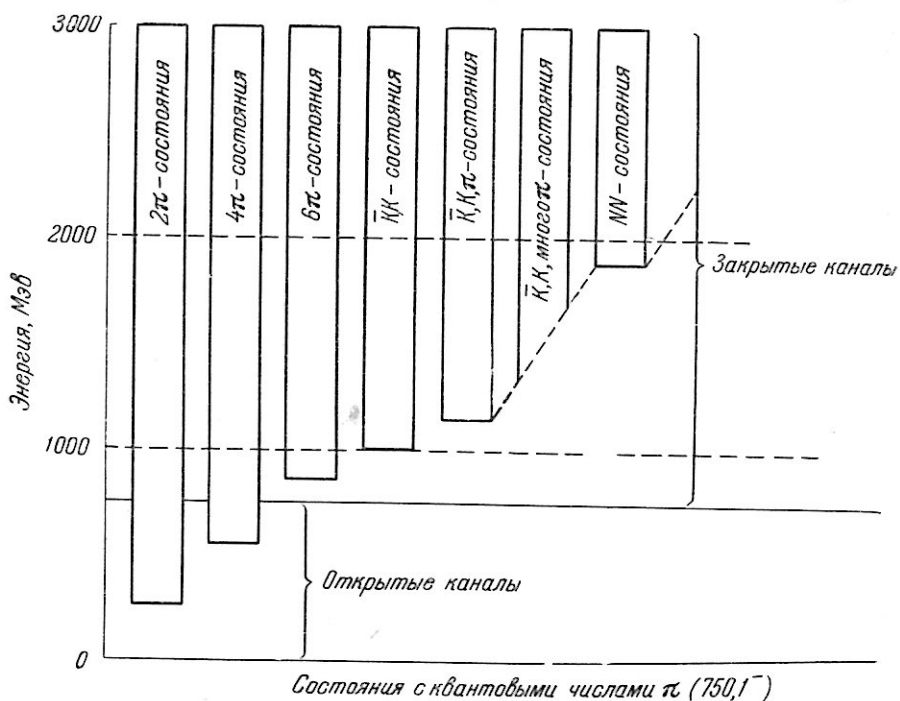 3000
2000
1000
0
Энергия, Мэв
2π-состояния
4π-состояния
6π-состояния
K̄K-состояния
K̄,K,π-состояния
K̄,K,многоπ-состояния
NN-состояния
Закрытые каналы
Открытые каналы
Состояния с квантовыми числами π (750,1⁻)